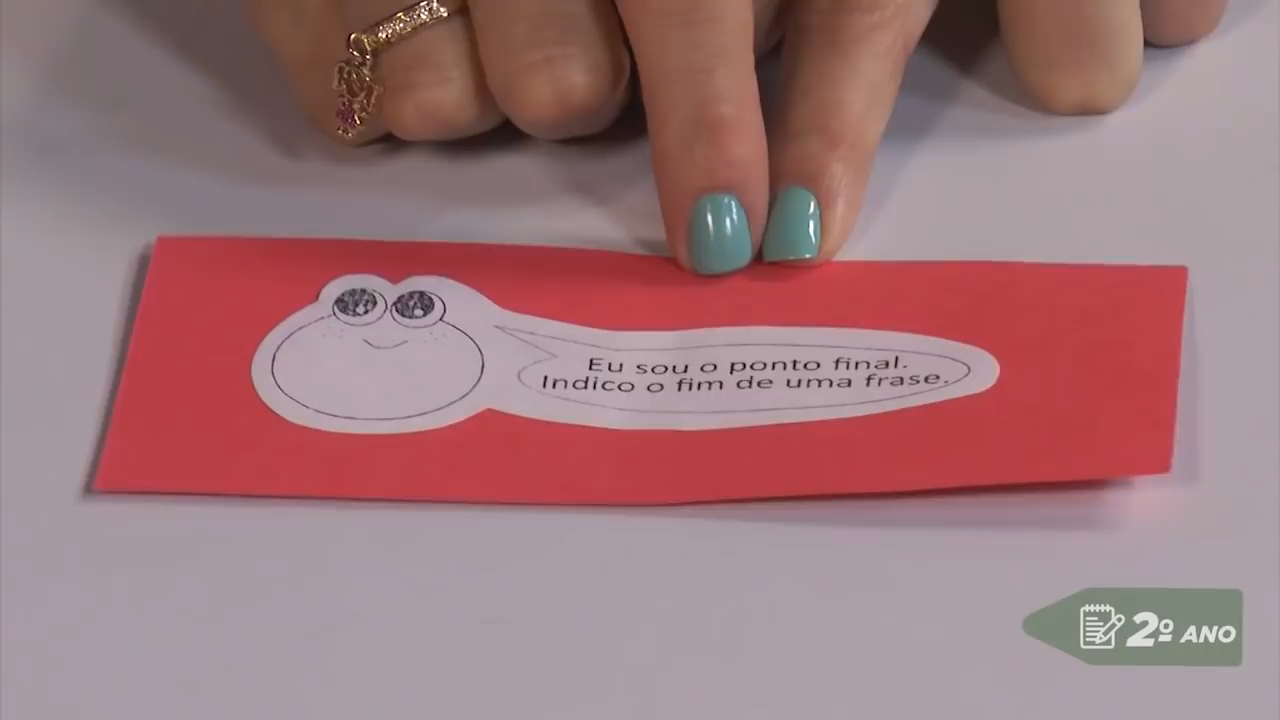 Eu sou o ponto final.
Indico o fim de uma frase.
2º ANO